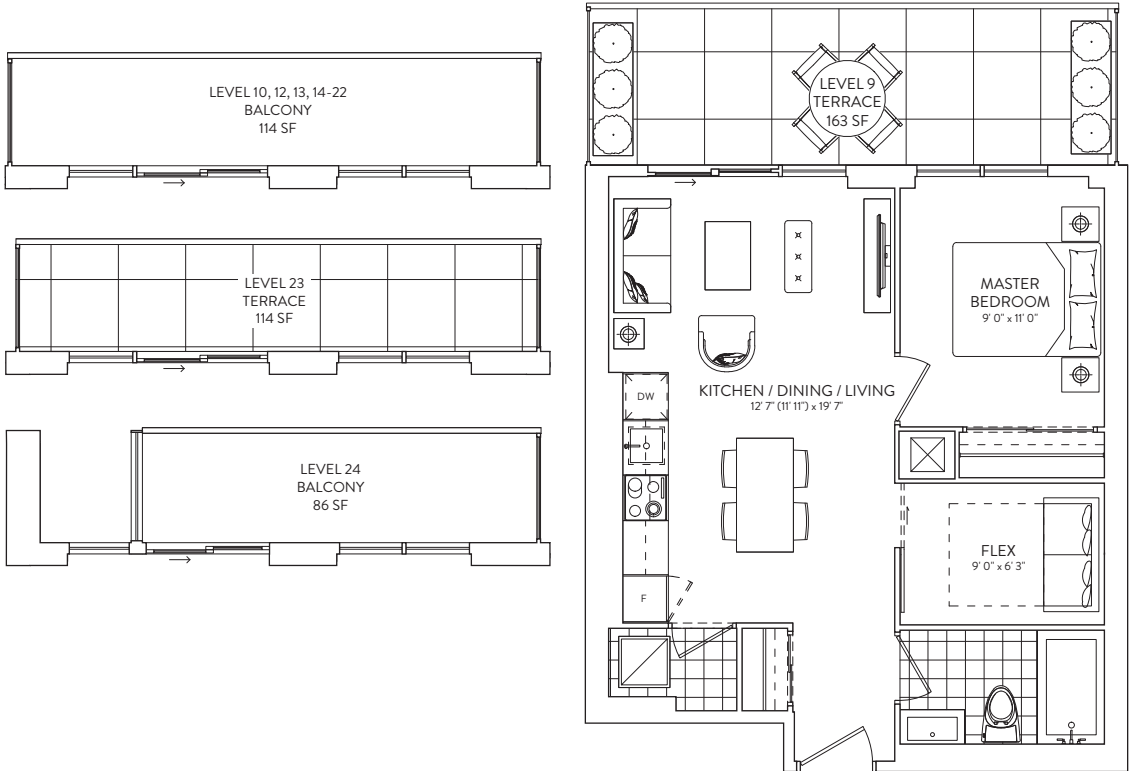 LEVEL 10, 12, 13, 14-22
BALCONY
114 SF
LEVEL 23
TERRACE
114 SF
LEVEL 24
BALCONY
86 SF
LEVEL 9
TERRACE
163 SF
MASTER
BEDROOM
9' 0" x 11' 0"
KITCHEN / DINING / LIVING
12' 7" (11' 11") x 19' 7"
DW
F
FLEX
9' 0" x 6' 3"